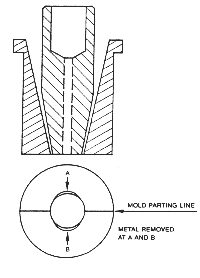 A
MOLD PARTING LINE
METAL REMOVED
AT A AND B
B